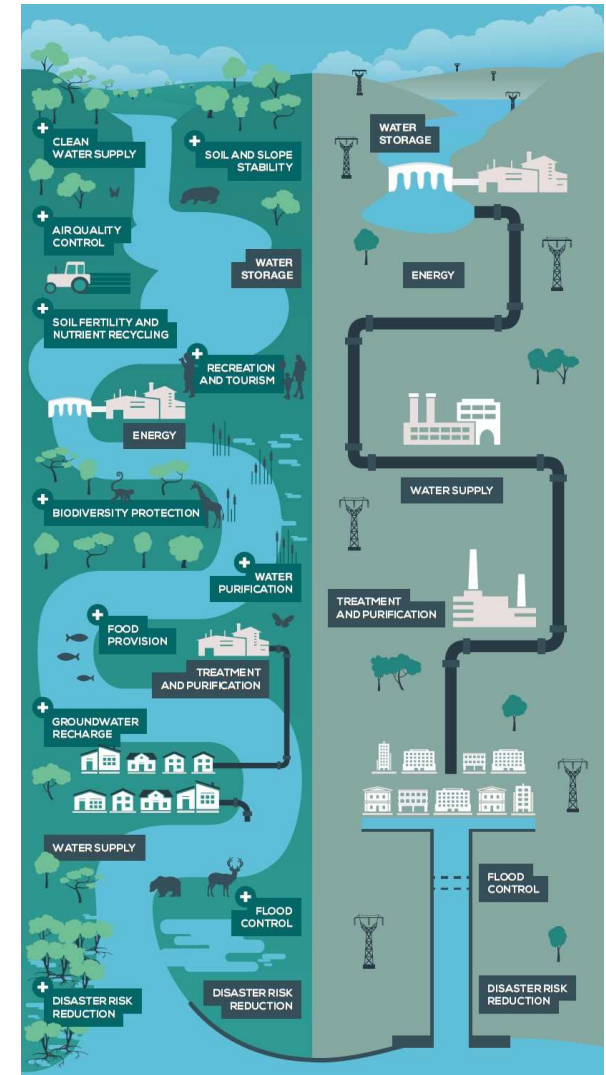 CLEAN
WATER SUPPLY
SOIL AND SLOPE
STABILITY
AIR QUALITY
CONTROL
WATER
STORAGE
SOIL FERTILITY AND
NUTRIENT RECYCLING
RECREATION
AND TOURISM
ENERGY
BIODIVERSITY PROTECTION
WATER
PURIFICATION
FOOD
PROVISION
TREATMENT
AND PURIFICATION
GROUNDWATER
RECHARGE
WATER SUPPLY
FLOOD
CONTROL
DISASTER RISK
REDUCTION
DISASTER RISK
REDUCTION
WATER
STORAGE
ENERGY
WATER SUPPLY
TREATMENT
AND PURIFICATION
FLOOD
CONTROL
DISASTER RISK
REDUCTION